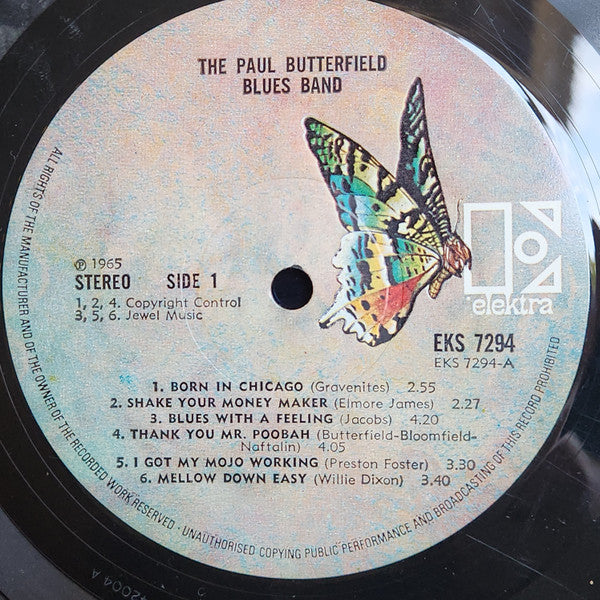 THE PAUL BUTTERFIELD
BLUES BAND
℗ 1965
STEREO SIDE 1
1, 2, 4. Copyright Control
3, 5, 6. Jewel Music
elektra
EKS 7294
EKS 7294-A
1. BORN IN CHICAGO (Gravenites) 2.55
2. SHAKE YOUR MONEY MAKER (Elmore James) 2.27
3. BLUES WITH A FEELING (Jacobs) 4.20
4. THANK YOU MR. POOBAH (Butterfield-Bloomfield-
Naftalin) 4.05
5. I GOT MY MOJO WORKING (Preston Foster) 3.30
6. MELLOW DOWN EASY (Willie Dixon) 3.40
ALL RIGHTS OF THE MANUFACTURER AND OF THE OWNER OF THE RECORDED WORK RESERVED · UNAUTHORISED COPYING PUBLIC PERFORMANCE AND BROADCASTING OF THIS RECORD PROHIBITED